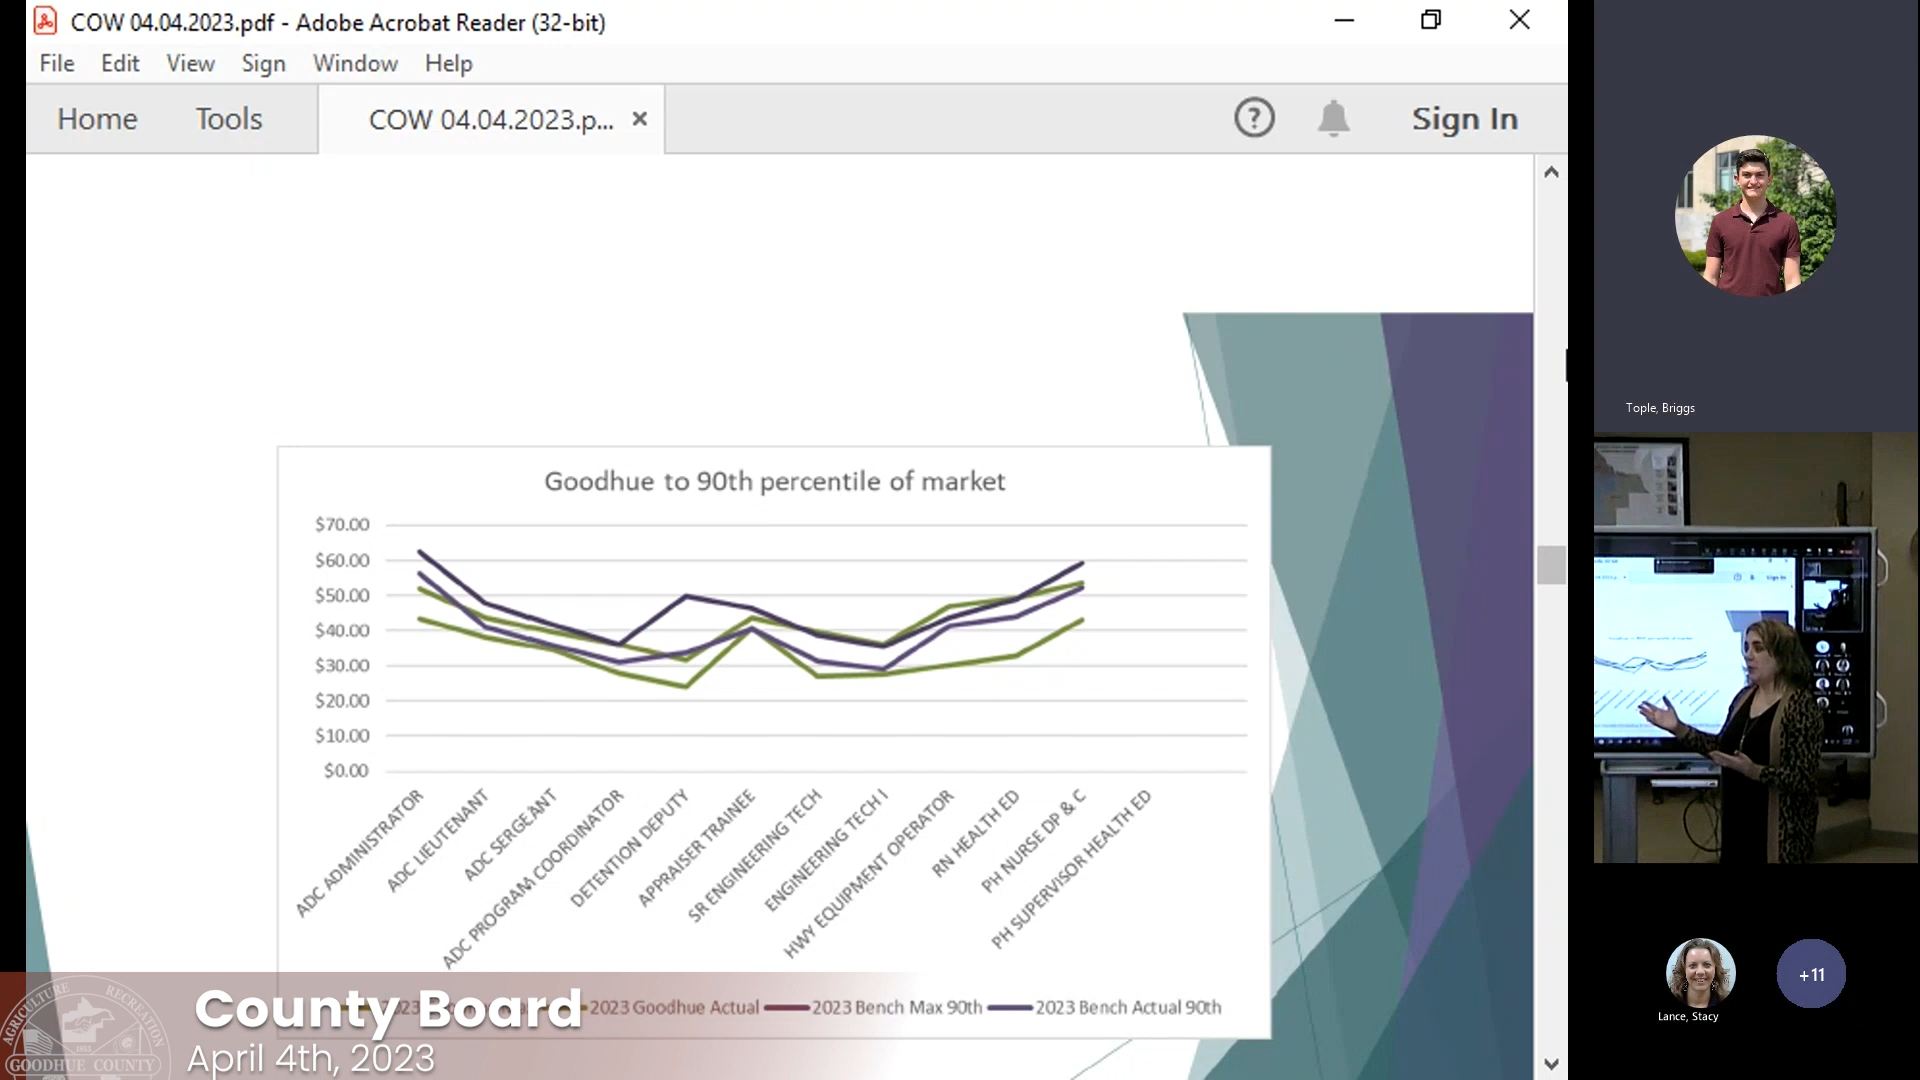 COW 04.04.2023.pdf - Adobe Acrobat Reader (32-bit)
File Edit View Sign Window Help
Home Tools COW 04.04.2023.p... × Sign In
Goodhue to 90th percentile of market
$70.00
$60.00
$50.00
$40.00
$30.00
$20.00
$10.00
$0.00
ADC ADMINISTRATOR
ADC LIEUTENANT
ADC SERGEANT
ADC PROGRAM COORDINATOR
DETENTION DEPUTY
APPRAISER TRAINEE
SR ENGINEERING TECH
ENGINEERING TECH I
HWY EQUIPMENT OPERATOR
RN HEALTH ED
PH NURSE DP & C
PH SUPERVISOR HEALTH ED
2023 Goodhue Actual 2023 Bench Max 90th 2023 Bench Actual 90th
County Board
April 4th, 2023
AGRICULTURE RECREATION
GOODHUE COUNTY
Tople, Briggs
+11
Lance, Stacy